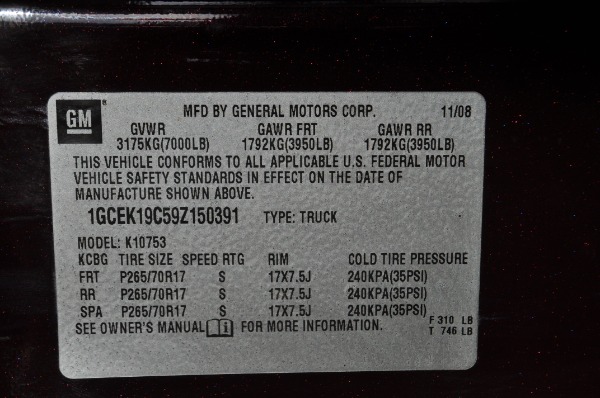 GM MFD BY GENERAL MOTORS CORP. 11/08
GVWR GAWR FRT GAWR RR
3175KG(7000LB) 1792KG(3950LB) 1792KG(3950LB)
THIS VEHICLE CONFORMS TO ALL APPLICABLE U.S. FEDERAL MOTOR
VEHICLE SAFETY STANDARDS IN EFFECT ON THE DATE OF
MANUFACTURE SHOWN ABOVE.
1GCEK19C59Z150391 TYPE: TRUCK
MODEL: K10753
KCBG TIRE SIZE SPEED RTG RIM COLD TIRE PRESSURE
FRT P265/70R17 S 17X7.5J 240KPA(35PSI)
RR P265/70R17 S 17X7.5J 240KPA(35PSI)
SPA P265/70R17 S 17X7.5J 240KPA(35PSI)
SEE OWNER'S MANUAL FOR MORE INFORMATION.
F 310 LB
T 746 LB